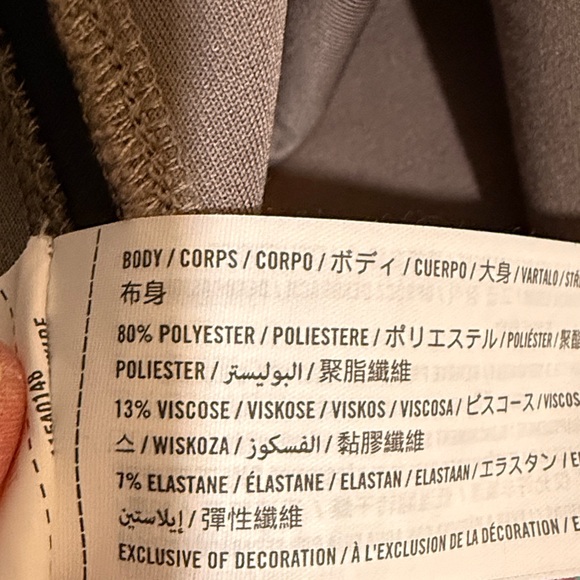 BODY / CORPS / CORPO / ボディ / CUERPO / 大身 / VARTALO /
布身
80% POLYESTER / POLIESTERE / ポリエステル / POLIÉSTER /
POLIESTER / البوليستر / 聚脂纖維
13% VISCOSE / VISKOSE / VISKOS / VISCOSA / ビスコース /
스 / WISKOZA / الفسكوز / 黏膠纖維
7% ELASTANE / ÉLASTANE / ELASTAN / ELASTAAN / エラスタン /
إيلاستين / 彈性纖維
EXCLUSIVE OF DECORATION / À L'EXCLUSION DE LA DÉCORATION /